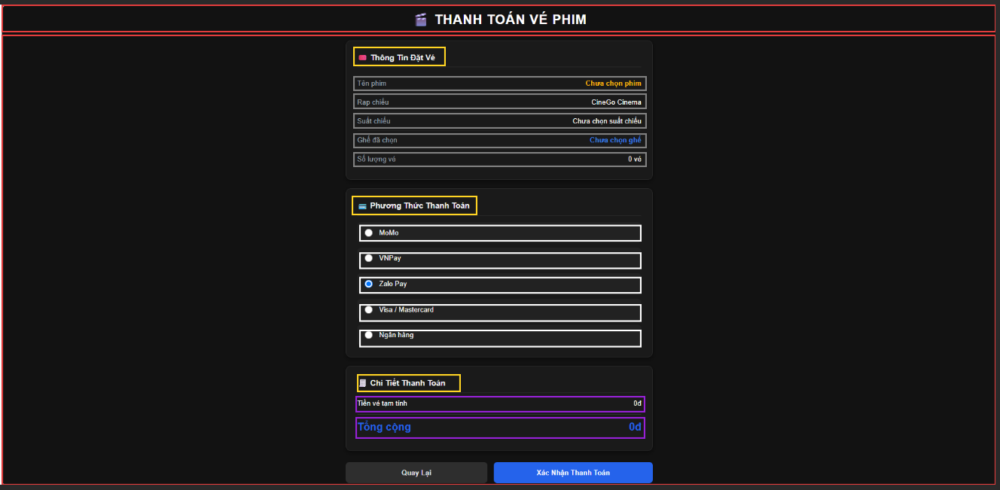 THANH TOÁN VÉ PHIM
Thông Tin Đặt Vé
Tên phim Chưa chọn phim
Rạp chiếu CineGo Cinema
Suất chiếu Chưa chọn suất chiếu
Ghế đã chọn Chưa chọn ghế
Số lượng vé 0 vé
Phương Thức Thanh Toán
MoMo
VNPay
Zalo Pay
Visa / Mastercard
Ngân hàng
Chi Tiết Thanh Toán
Tiền vé tạm tính 0đ
Tổng cộng 0đ
Quay Lại Xác Nhận Thanh Toán